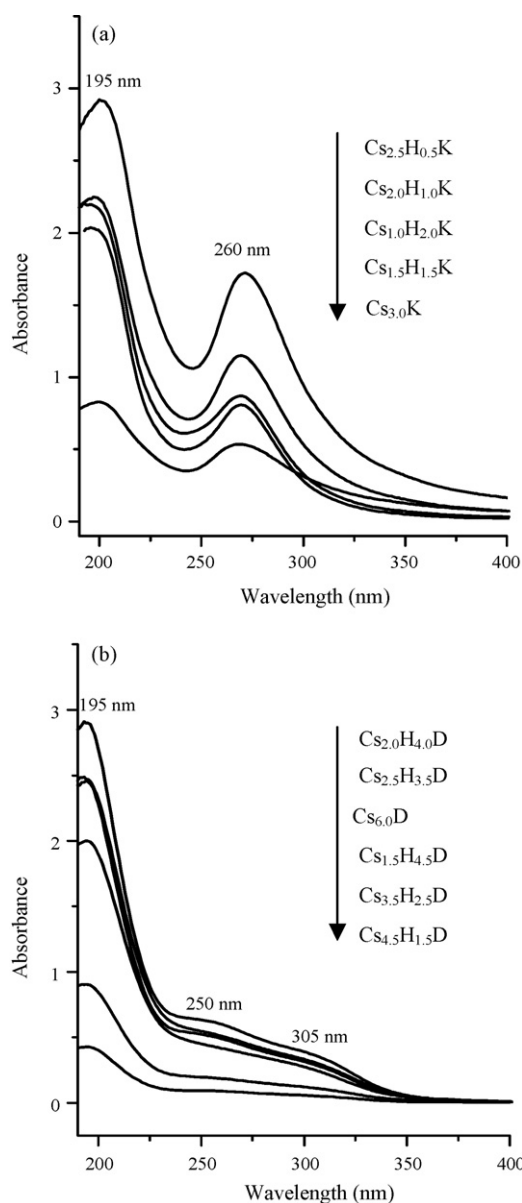 (a)
3
2
1
0
195 nm
260 nm
Cs₂.₅H₀.₅K
Cs₂.₀H₁.₀K
Cs₁.₀H₂.₀K
Cs₁.₅H₁.₅K
Cs₃.₀K
Absorbance
200 250 300 350 400
Wavelength (nm)
(b)
3
2
1
0
195 nm
250 nm
305 nm
Cs₂.₀H₄.₀D
Cs₂.₅H₃.₅D
Cs₆.₀D
Cs₁.₅H₄.₅D
Cs₃.₅H₂.₅D
Cs₄.₅H₁.₅D
Absorbance
200 250 300 350 400
Wavelength (nm)